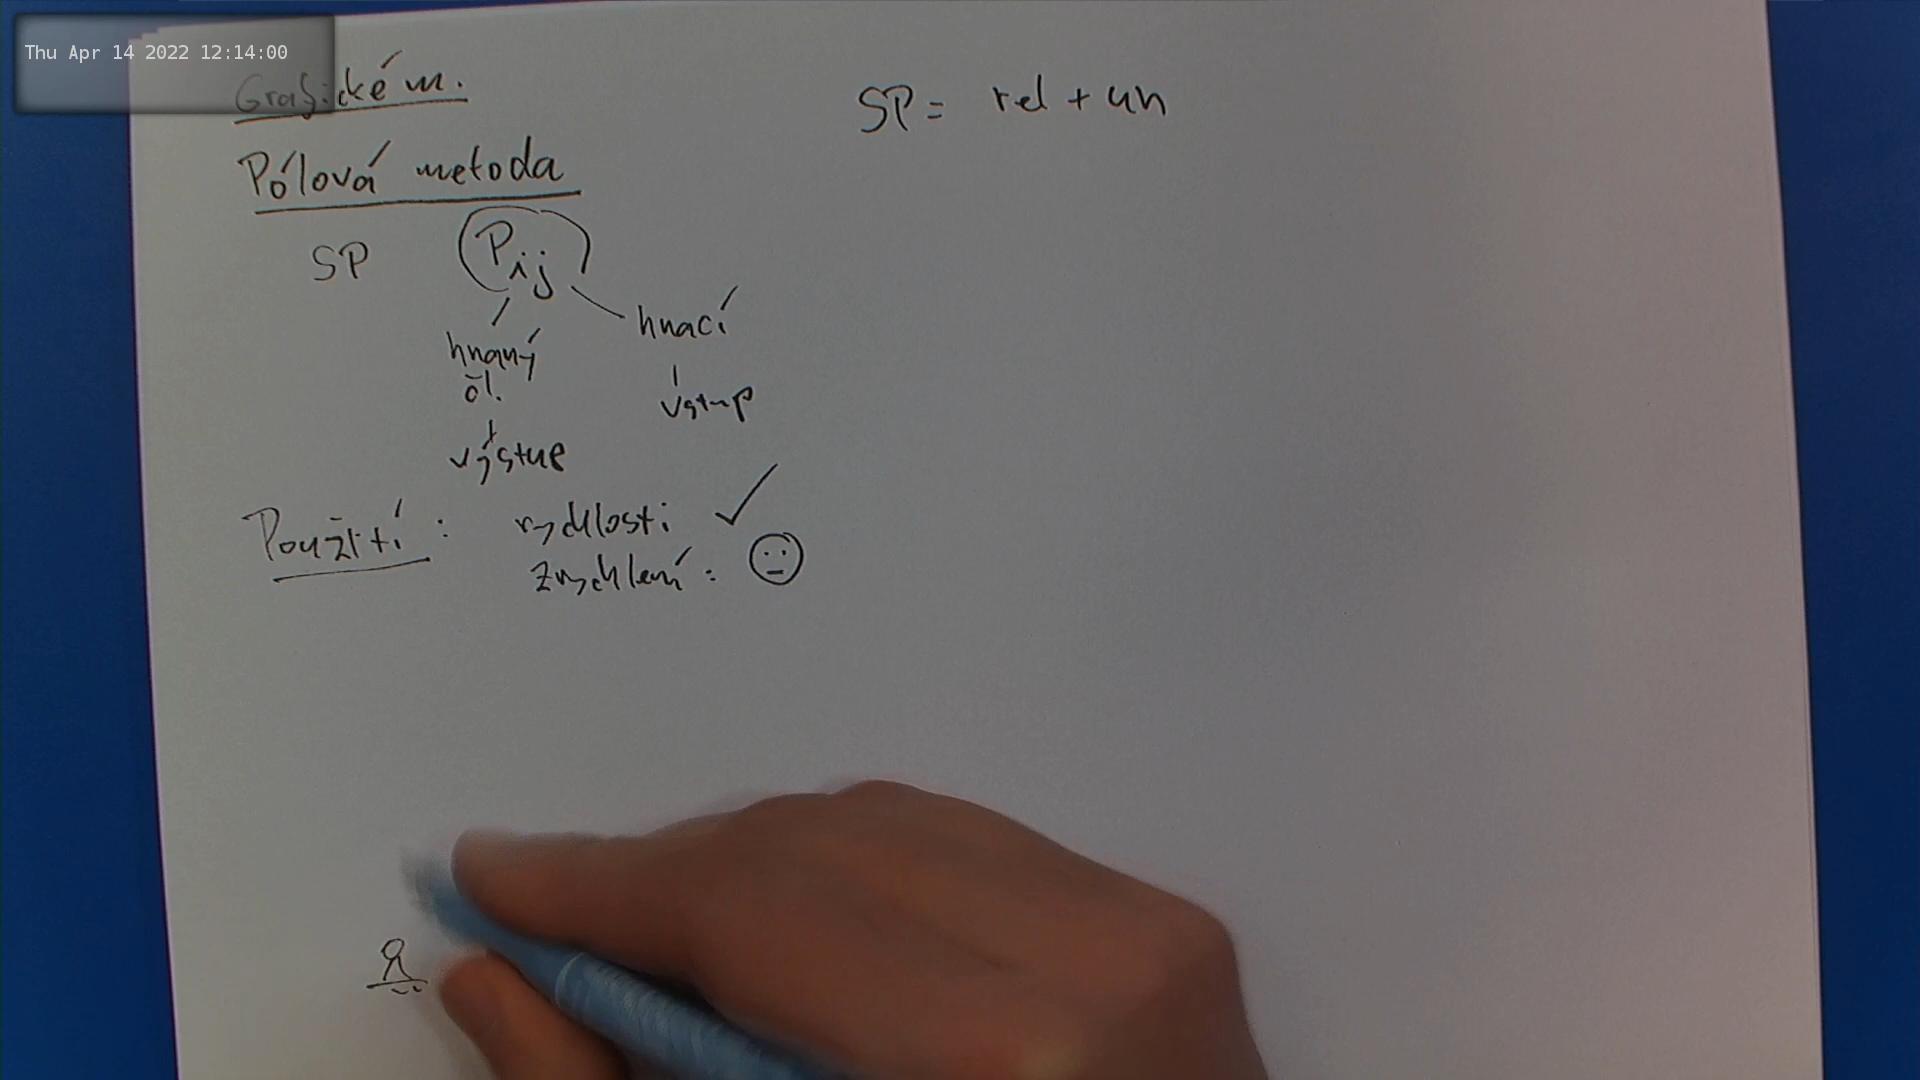 Thu Apr 14 2022 12:14:00
Grafické m.
SP = rel + un
Pólová metoda
SP Pij
hnací
hnaný
čl.
vstup
výstup
Použití: rychlosti ✓
zrychlení: